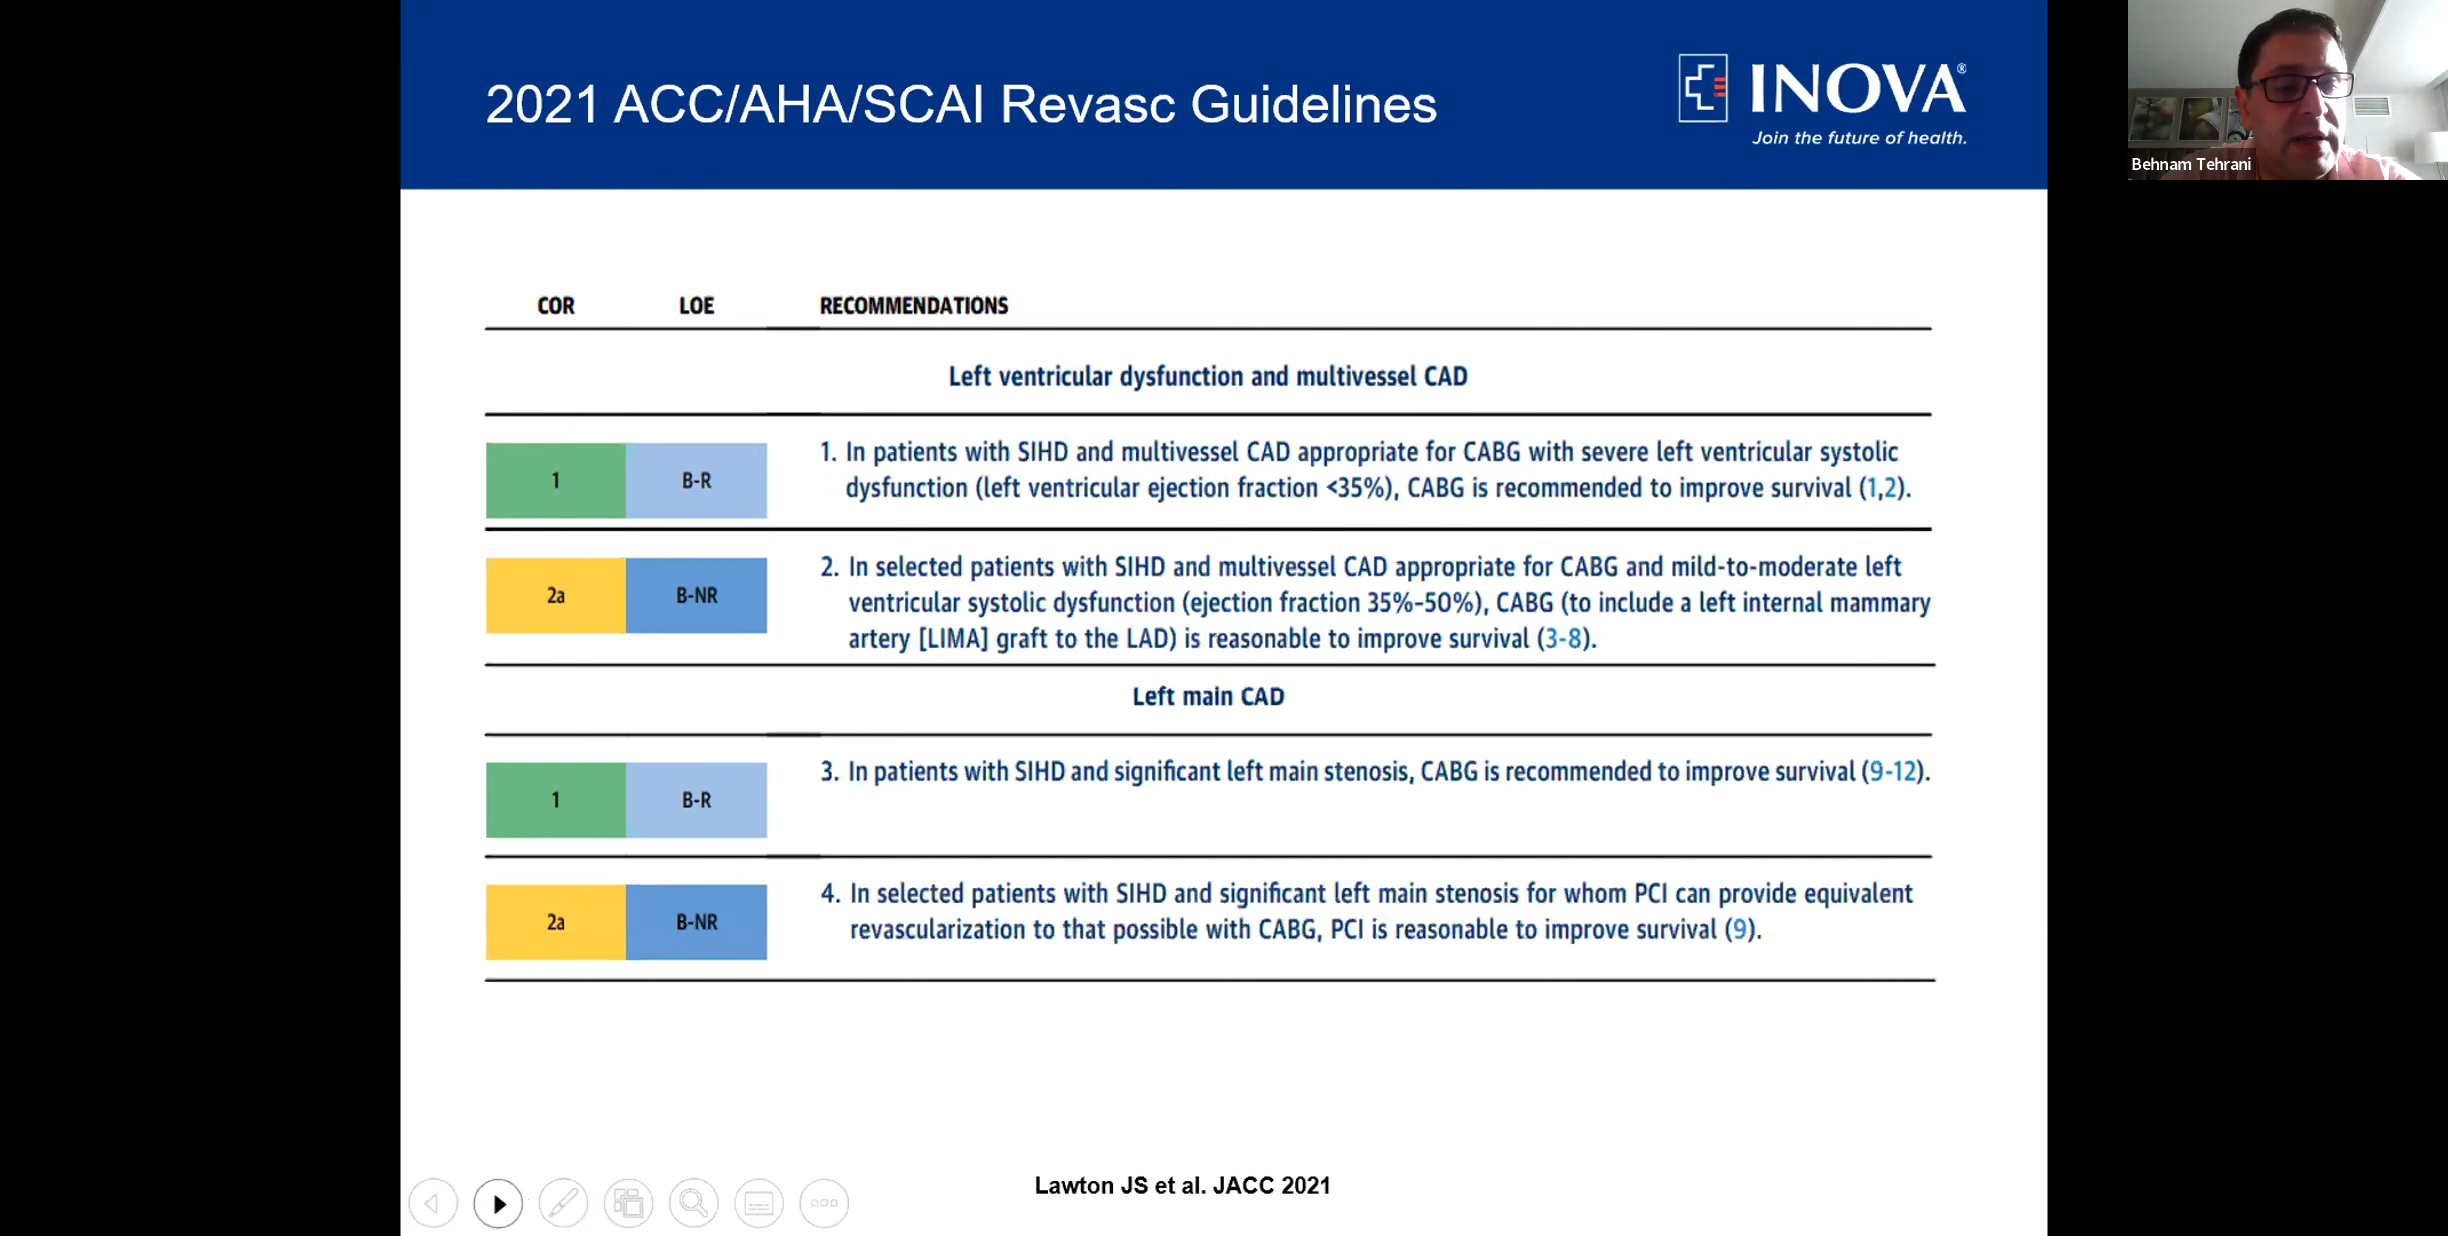 2021 ACC/AHA/SCAI Revasc Guidelines
INOVA®
Join the future of health.
Behnam Tehrani
COR LOE RECOMMENDATIONS
Left ventricular dysfunction and multivessel CAD
1 B-R
1. In patients with SIHD and multivessel CAD appropriate for CABG with severe left ventricular systolic
dysfunction (left ventricular ejection fraction <35%), CABG is recommended to improve survival (1,2).
2a B-NR
2. In selected patients with SIHD and multivessel CAD appropriate for CABG and mild-to-moderate left
ventricular systolic dysfunction (ejection fraction 35%-50%), CABG (to include a left internal mammary
artery [LIMA] graft to the LAD) is reasonable to improve survival (3-8).
Left main CAD
1 B-R
3. In patients with SIHD and significant left main stenosis, CABG is recommended to improve survival (9-12).
2a B-NR
4. In selected patients with SIHD and significant left main stenosis for whom PCI can provide equivalent
revascularization to that possible with CABG, PCI is reasonable to improve survival (9).
Lawton JS et al. JACC 2021